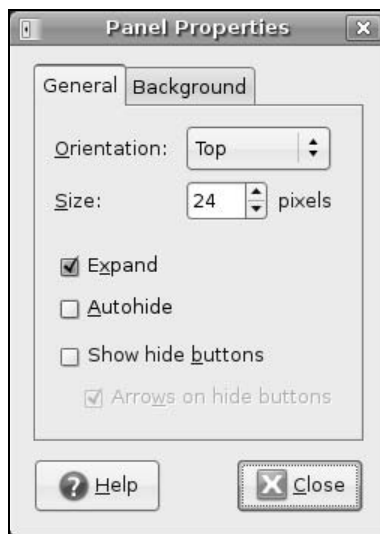 Panel Properties
General Background
Orientation: Top
Size: 24 pixels
Expand
Autohide
Show hide buttons
Arrows on hide buttons
Help Close